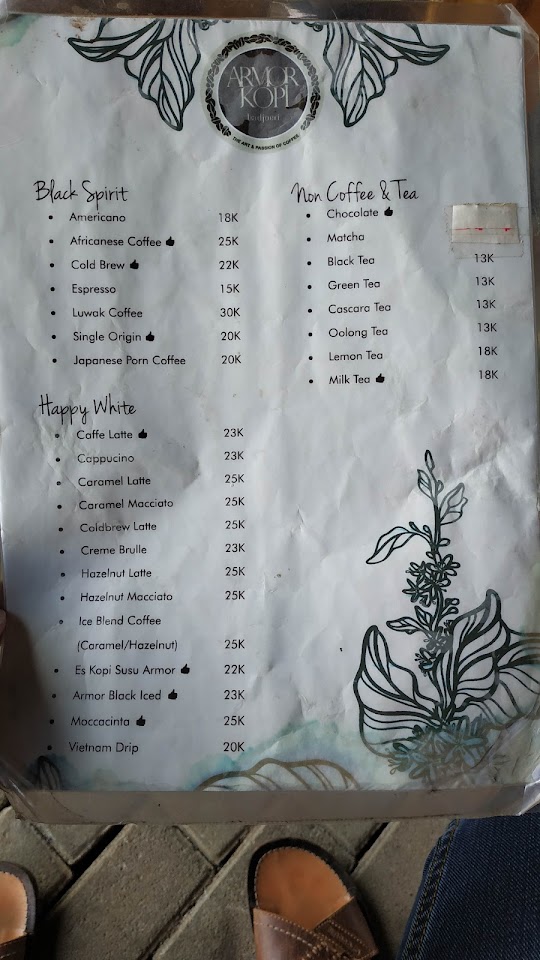 ARMOR
KOPI
THE ART & PASSION OF COFFEE
Black Spirit
Americano 18K
Africanese Coffee 25K
Cold Brew 22K
Espresso 15K
Luwak Coffee 30K
Single Origin 20K
Japanese Porn Coffee 20K
Happy White
Caffe Latte 23K
Cappucino 23K
Caramel Latte 25K
Caramel Macciato 25K
Coldbrew Latte 25K
Creme Brulle 23K
Hazelnut Latte 25K
Hazelnut Macciato 25K
Ice Blend Coffee
(Caramel/Hazelnut) 25K
Es Kopi Susu Armor 22K
Armor Black Iced 23K
Moccacinta 25K
Vietnam Drip 20K
Non Coffee & Tea
Chocolate
Matcha
Black Tea 13K
Green Tea 13K
Cascara Tea 13K
Oolong Tea 13K
Lemon Tea 18K
Milk Tea 18K